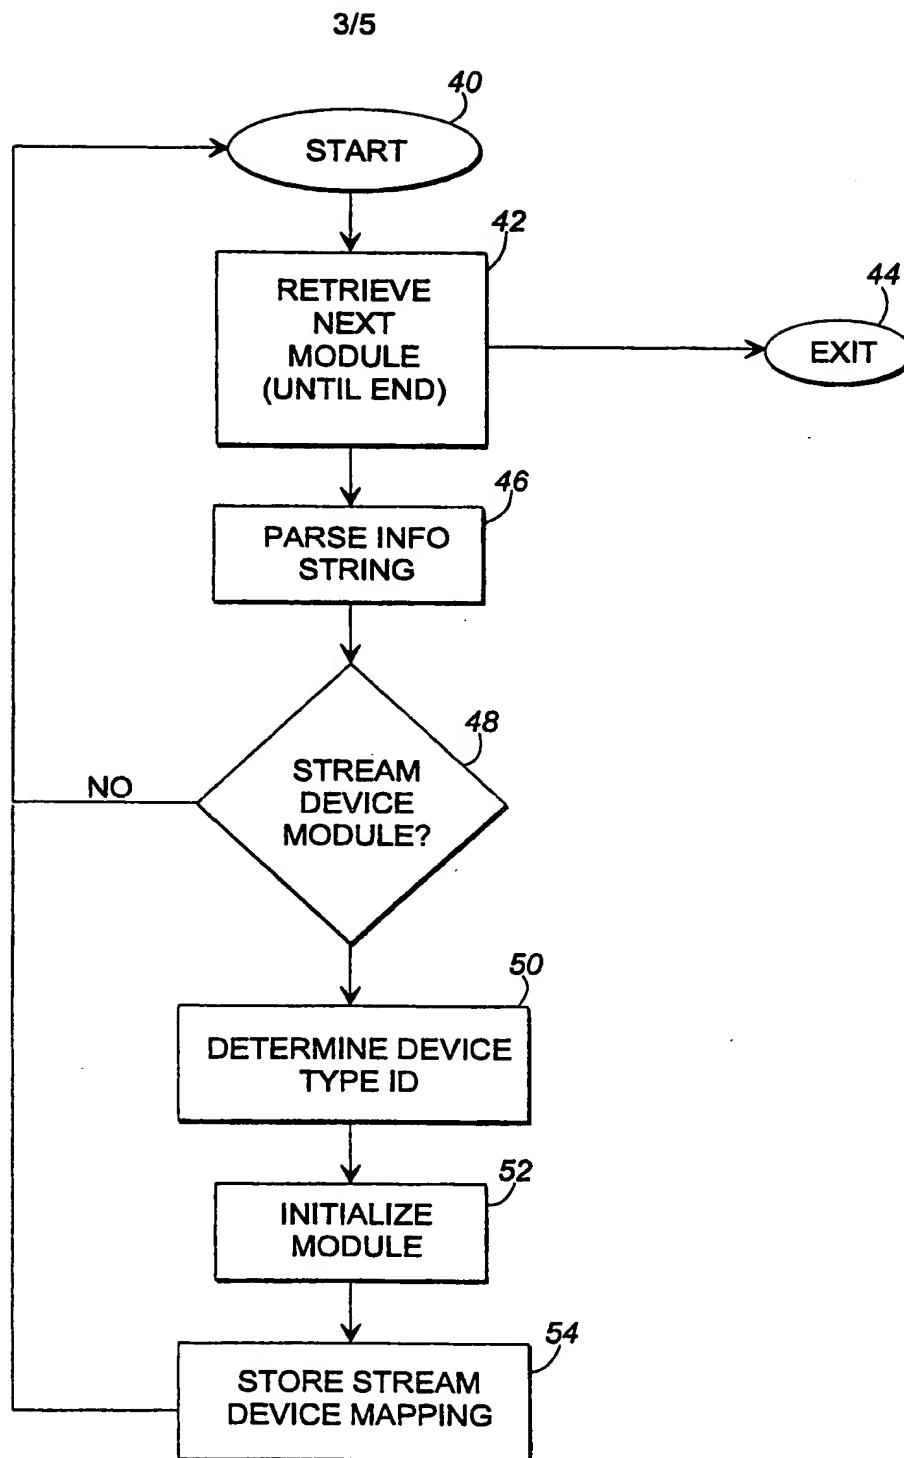 3/5
40
START
42
RETRIEVE
NEXT
MODULE
(UNTIL END)
44
EXIT
46
PARSE INFO
STRING
48
STREAM
DEVICE
MODULE?
NO
50
DETERMINE DEVICE
TYPE ID
52
INITIALIZE
MODULE
54
STORE STREAM
DEVICE MAPPING